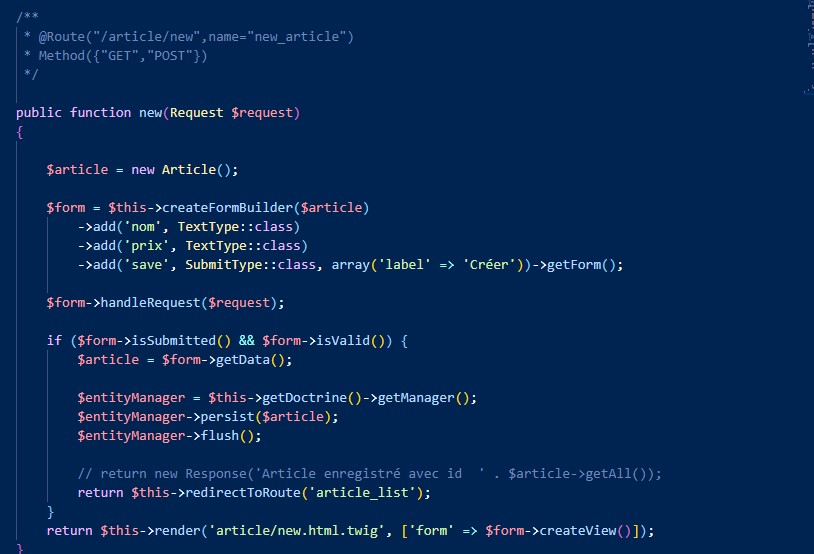 /**
* @Route("/article/new",name="new_article")
* Method({"GET","POST"})
*/
public function new(Request $request)
{
$article = new Article();
$form = $this->createFormBuilder($article)
->add('nom', TextType::class)
->add('prix', TextType::class)
->add('save', SubmitType::class, array('label' => 'Créer'))->getForm();
$form->handleRequest($request);
if ($form->isSubmitted() && $form->isValid()) {
$article = $form->getData();
$entityManager = $this->getDoctrine()->getManager();
$entityManager->persist($article);
$entityManager->flush();
// return new Response('Article enregistré avec id  ' . $article->getAll());
return $this->redirectToRoute('article_list');
}
return $this->render('article/new.html.twig', ['form' => $form->createView()]);
}